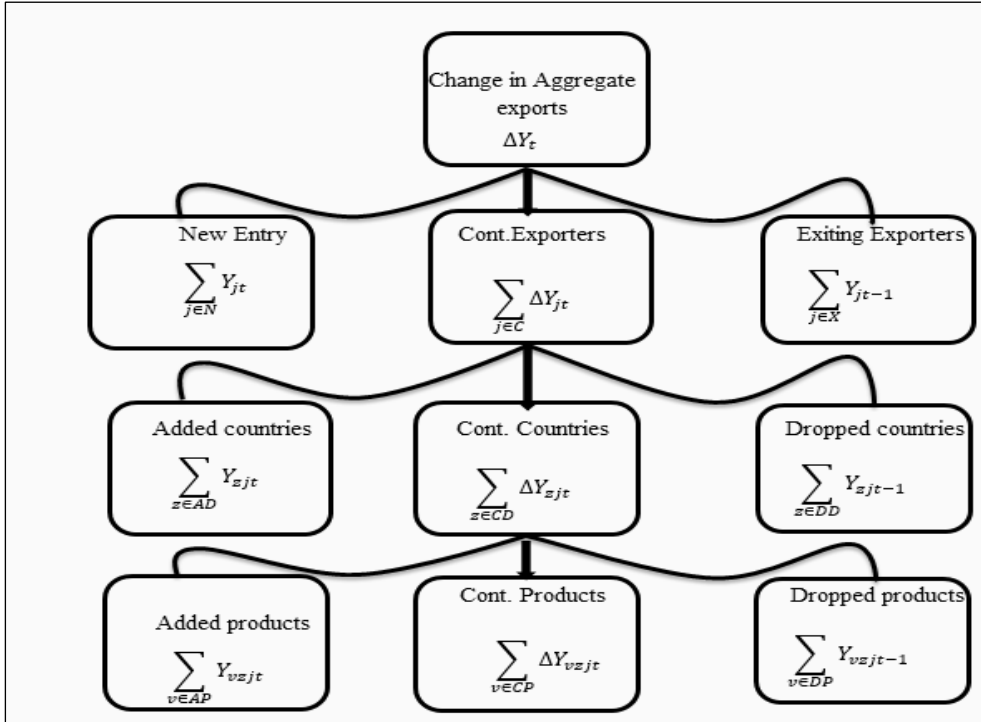 Change in Aggregate
exports
ΔY_t
New Entry
∑_{j∈N} Y_{jt}
Cont.Exporters
∑_{j∈C} ΔY_{jt}
Exiting Exporters
∑_{j∈X} Y_{jt−1}
Added countries
∑_{z∈AD} Y_{zjt}
Cont. Countries
∑_{z∈CD} ΔY_{zjt}
Dropped countries
∑_{z∈DD} Y_{zjt−1}
Added products
∑_{v∈AP} Y_{vzjt}
Cont. Products
∑_{v∈CP} ΔY_{vzjt}
Dropped products
∑_{v∈DP} Y_{vzjt−1}